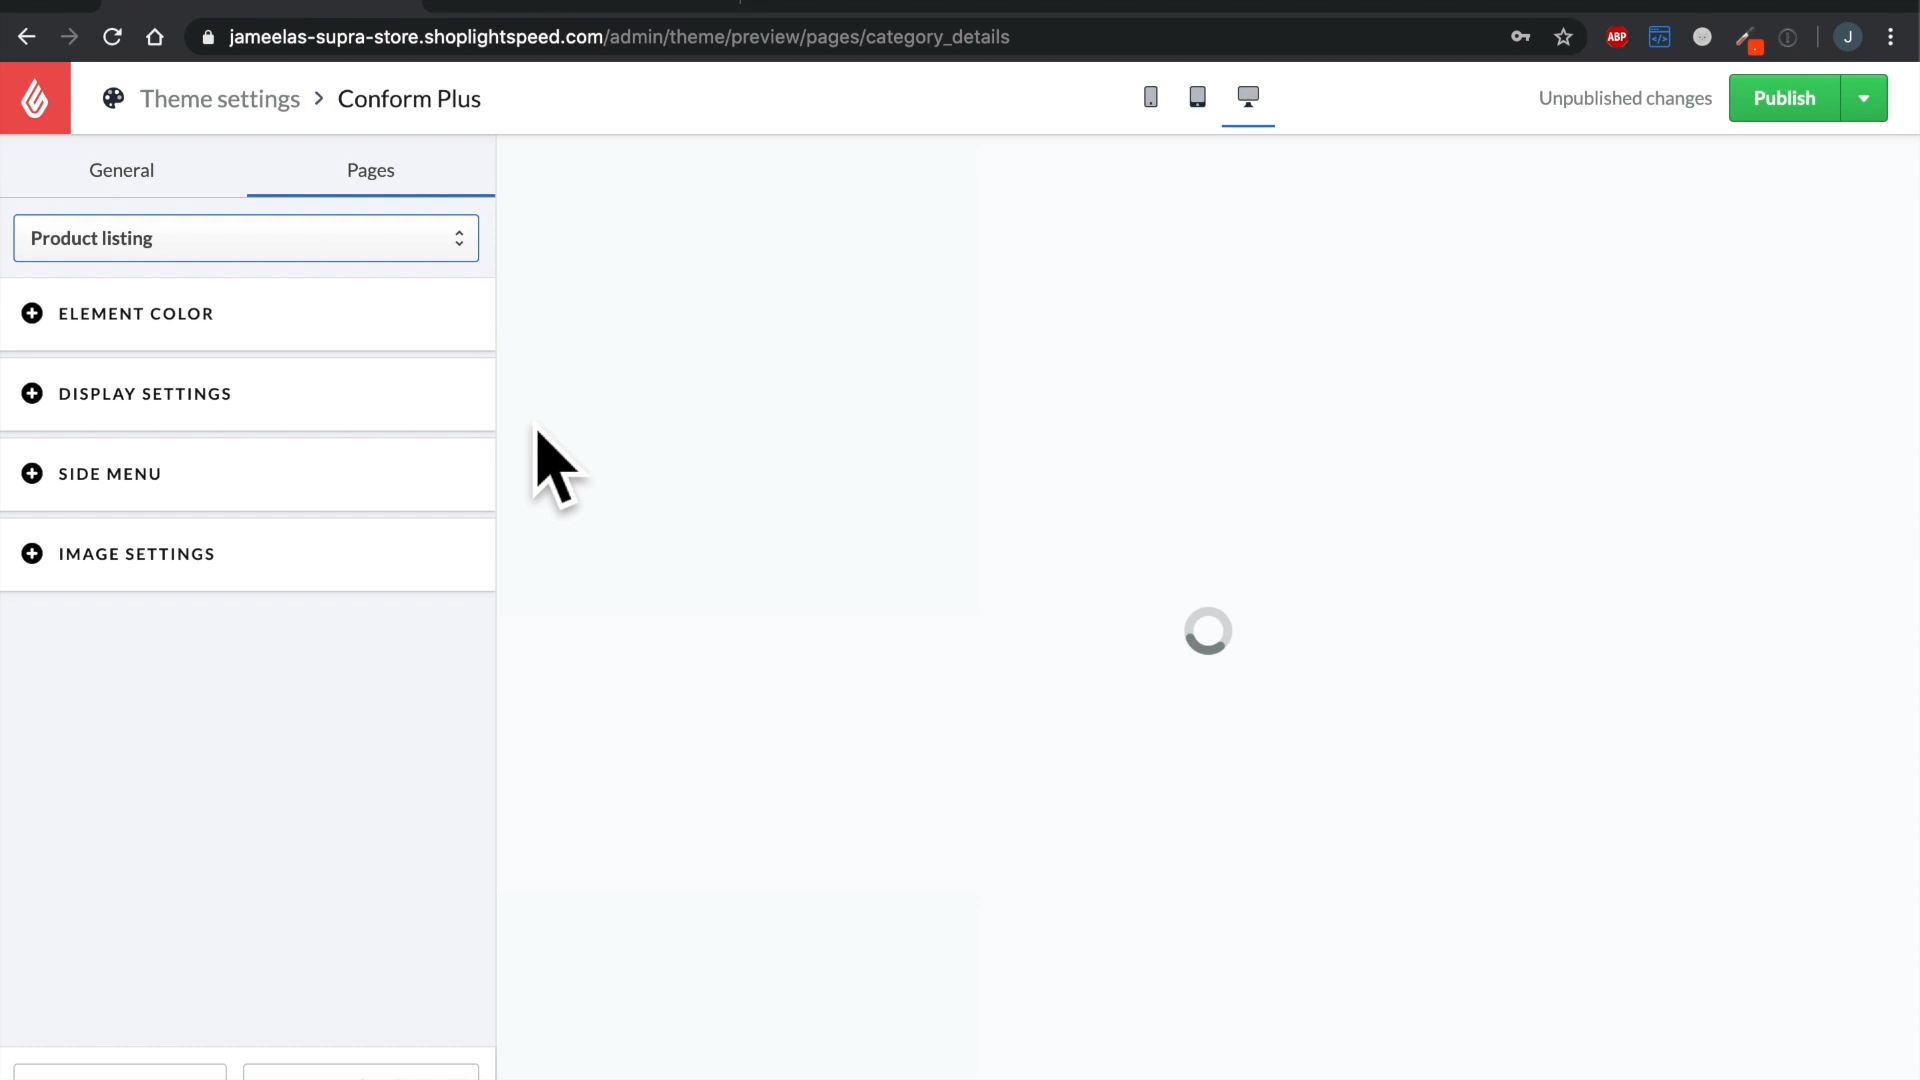 jameelas-supra-store.shoplightspeed.com/admin/theme/preview/pages/category_details
ABP
J
Theme settings > Conform Plus
Unpublished changes
Publish
General
Pages
Product listing
ELEMENT COLOR
DISPLAY SETTINGS
SIDE MENU
IMAGE SETTINGS